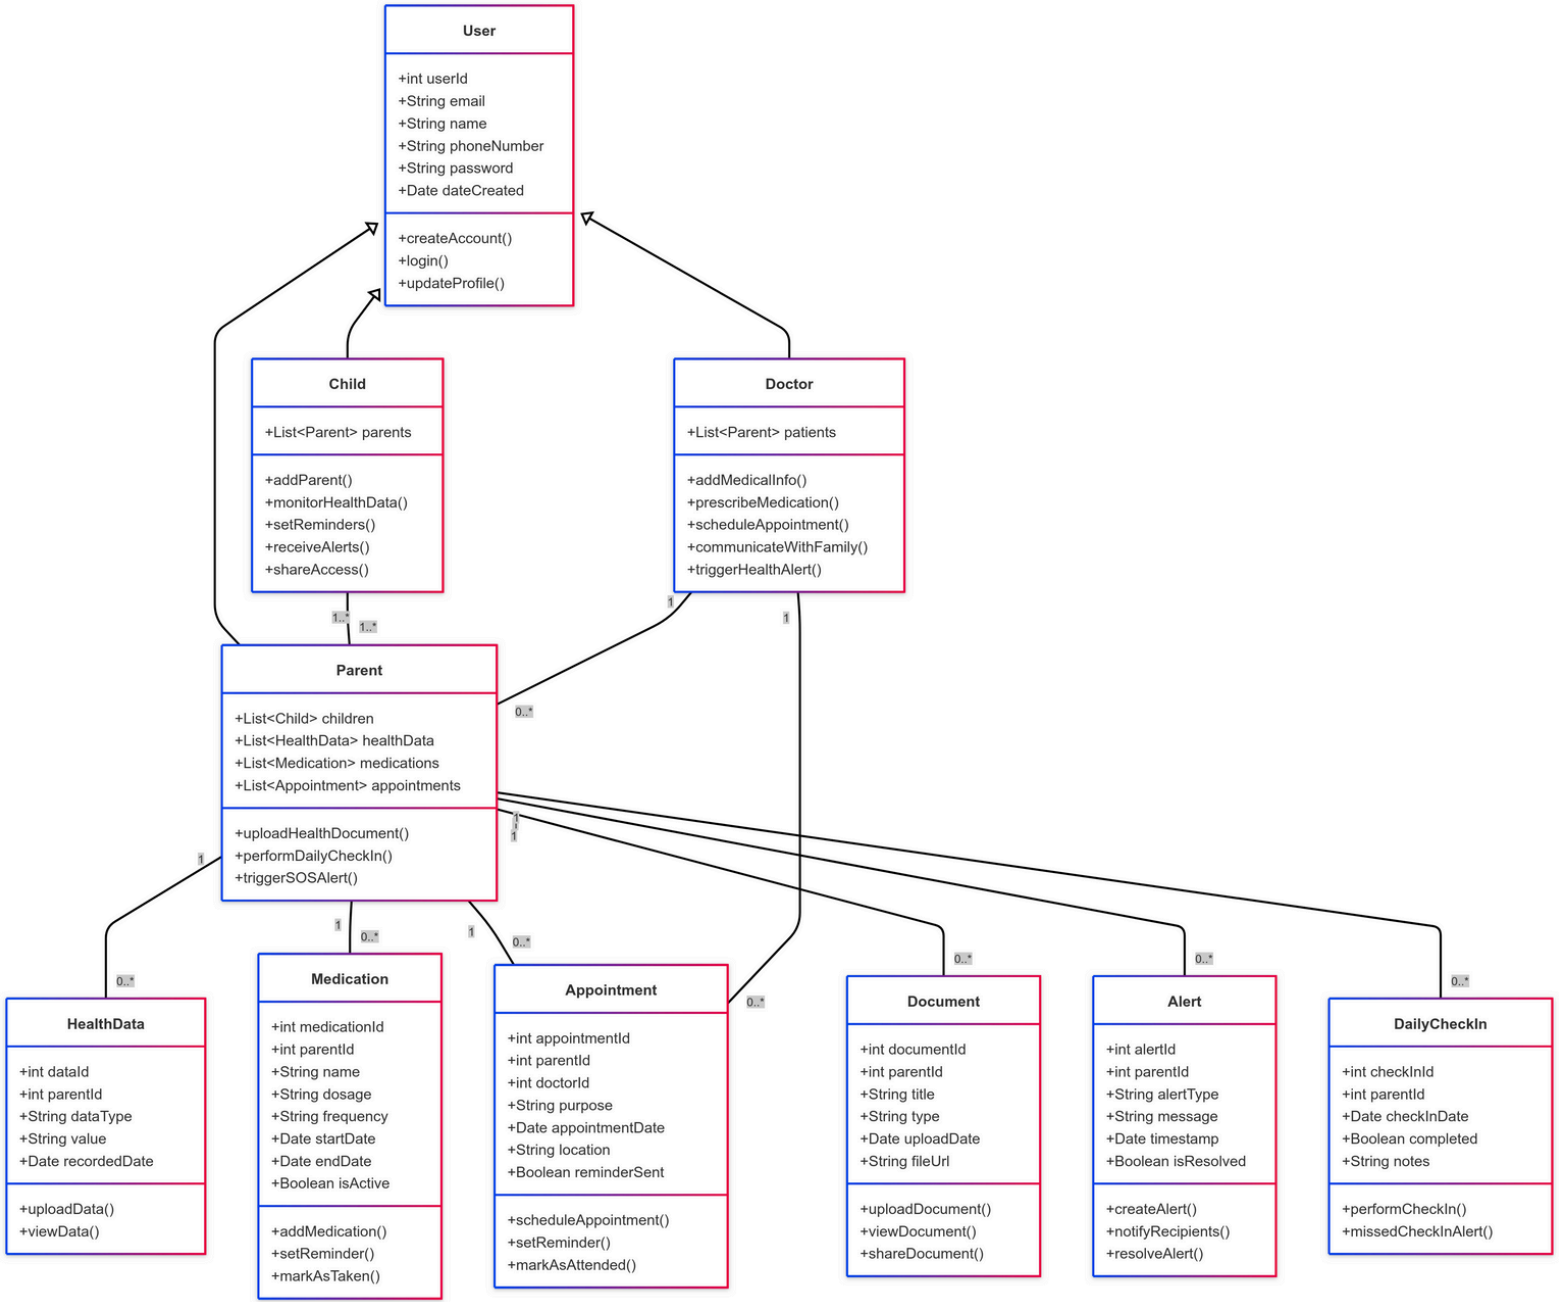 User
+int userId
+String email
+String name
+String phoneNumber
+String password
+Date dateCreated
+createAccount()
+login()
+updateProfile()
Child
+List<Parent> parents
+addParent()
+monitorHealthData()
+setReminders()
+receiveAlerts()
+shareAccess()
Doctor
+List<Parent> patients
+addMedicalInfo()
+prescribeMedication()
+scheduleAppointment()
+communicateWithFamily()
+triggerHealthAlert()
1..*
1..*
1
1
0..*
Parent
+List<Child> children
+List<HealthData> healthData
+List<Medication> medications
+List<Appointment> appointments
+uploadHealthDocument()
+performDailyCheckIn()
+triggerSOSAlert()
1
1
1
1
1
0..*
0..*
0..*
0..*
0..*
0..*
0..*
HealthData
+int dataId
+int parentId
+String dataType
+String value
+Date recordedDate
+uploadData()
+viewData()
Medication
+int medicationId
+int parentId
+String name
+String dosage
+String frequency
+Date startDate
+Date endDate
+Boolean isActive
+addMedication()
+setReminder()
+markAsTaken()
Appointment
+int appointmentId
+int parentId
+int doctorId
+String purpose
+Date appointmentDate
+String location
+Boolean reminderSent
+scheduleAppointment()
+setReminder()
+markAsAttended()
Document
+int documentId
+int parentId
+String title
+String type
+Date uploadDate
+String fileUrl
+uploadDocument()
+viewDocument()
+shareDocument()
Alert
+int alertId
+int parentId
+String alertType
+String message
+Date timestamp
+Boolean isResolved
+createAlert()
+notifyRecipients()
+resolveAlert()
DailyCheckIn
+int checkInId
+int parentId
+Date checkInDate
+Boolean completed
+String notes
+performCheckIn()
+missedCheckInAlert()